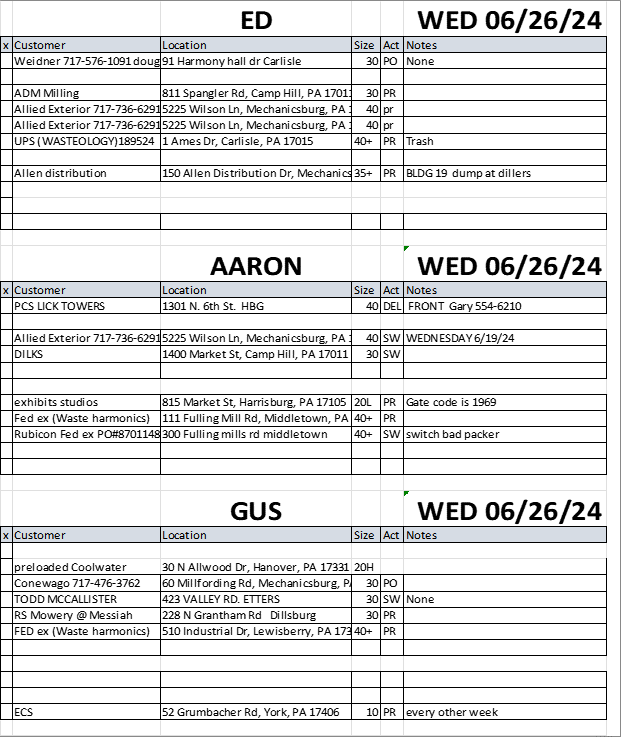 ED WED 06/26/24
x Customer Location Size Act Notes
Weidner 717-576-1091 doug 91 Harmony hall dr Carlisle 30 PO None
ADM Milling 811 Spangler Rd, Camp Hill, PA 17011 30 PR
Allied Exterior 717-736-6291 5225 Wilson Ln, Mechanicsburg, PA 1 40 pr
Allied Exterior 717-736-6291 5225 Wilson Ln, Mechanicsburg, PA 1 40 pr
UPS (WASTEOLOGY)189524 1 Ames Dr, Carlisle, PA 17015 40+ PR Trash
Allen distribution 150 Allen Distribution Dr, Mechanics 35+ PR BLDG 19 dump at dillers
AARON WED 06/26/24
x Customer Location Size Act Notes
PCS LICK TOWERS 1301 N. 6th St. HBG 40 DEL FRONT Gary 554-6210
Allied Exterior 717-736-6291 5225 Wilson Ln, Mechanicsburg, PA 1 40 SW WEDNESDAY 6/19/24
DILKS 1400 Market St, Camp Hill, PA 17011 30 SW
exhibits studios 815 Market St, Harrisburg, PA 17105 20L PR Gate code is 1969
Fed ex (Waste harmonics) 111 Fulling Mill Rd, Middletown, PA 40+ PR
Rubicon Fed ex PO#8701148 300 Fulling mills rd middletown 40+ SW switch bad packer
GUS WED 06/26/24
x Customer Location Size Act Notes
preloaded Coolwater 30 N Allwood Dr, Hanover, PA 17331 20H
Conewago 717-476-3762 60 Millfording Rd, Mechanicsburg, PA 30 PO
TODD MCCALLISTER 423 VALLEY RD. ETTERS 30 SW None
RS Mowery @ Messiah 228 N Grantham Rd Dillsburg 30 PR
FED ex (Waste harmonics) 510 Industrial Dr, Lewisberry, PA 173 40+ PR
ECS 52 Grumbacher Rd, York, PA 17406 10 PR every other week